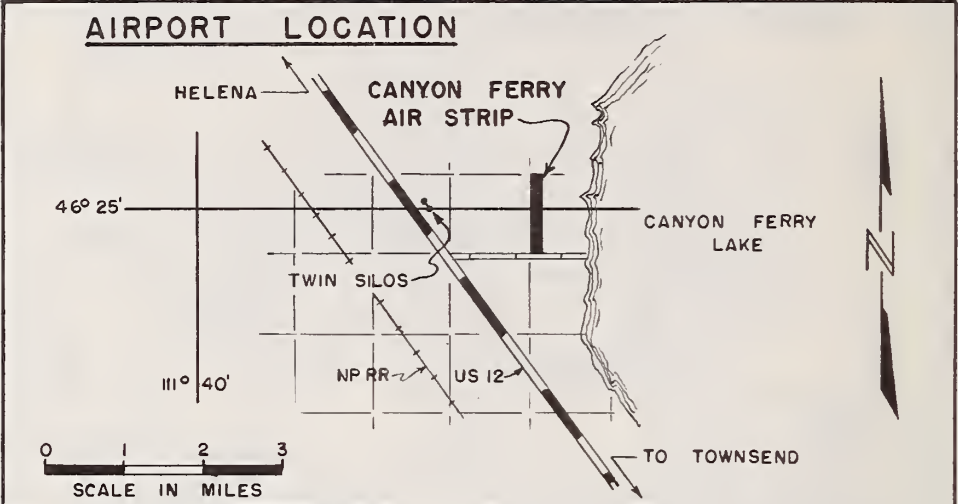 AIRPORT LOCATION
HELENA
CANYON FERRY
AIR STRIP
46° 25'
CANYON FERRY
LAKE
N
TWIN SILOS
111° 40'
NP RR
US 12
0 1 2 3
SCALE IN MILES
TO TOWNSEND